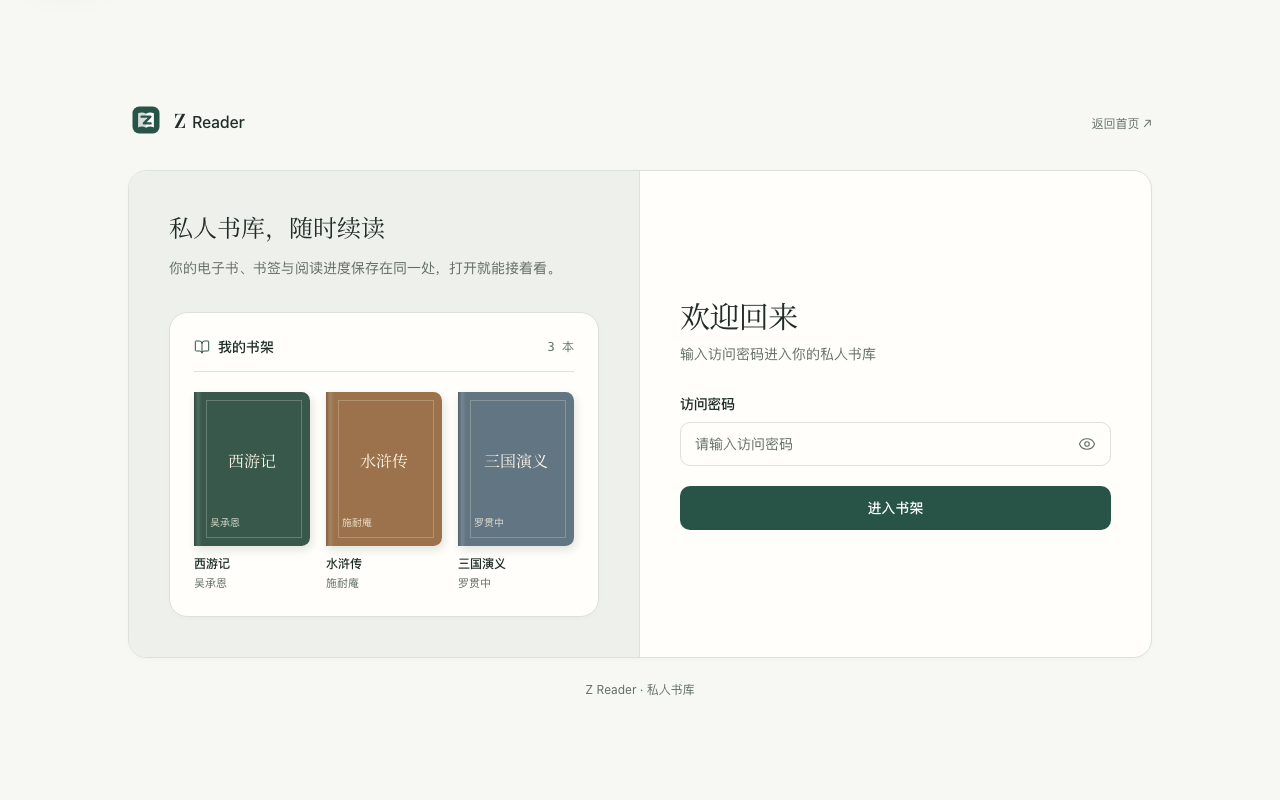 Z Reader
返回首页 ↗
私人书库，随时续读
你的电子书、书签与阅读进度保存在同一处，打开就能接着看。
我的书架
3 本
西游记
吴承恩
水浒传
施耐庵
三国演义
罗贯中
西游记
吴承恩
水浒传
施耐庵
三国演义
罗贯中
欢迎回来
输入访问密码进入你的私人书库
访问密码
请输入访问密码
进入书架
Z Reader · 私人书库